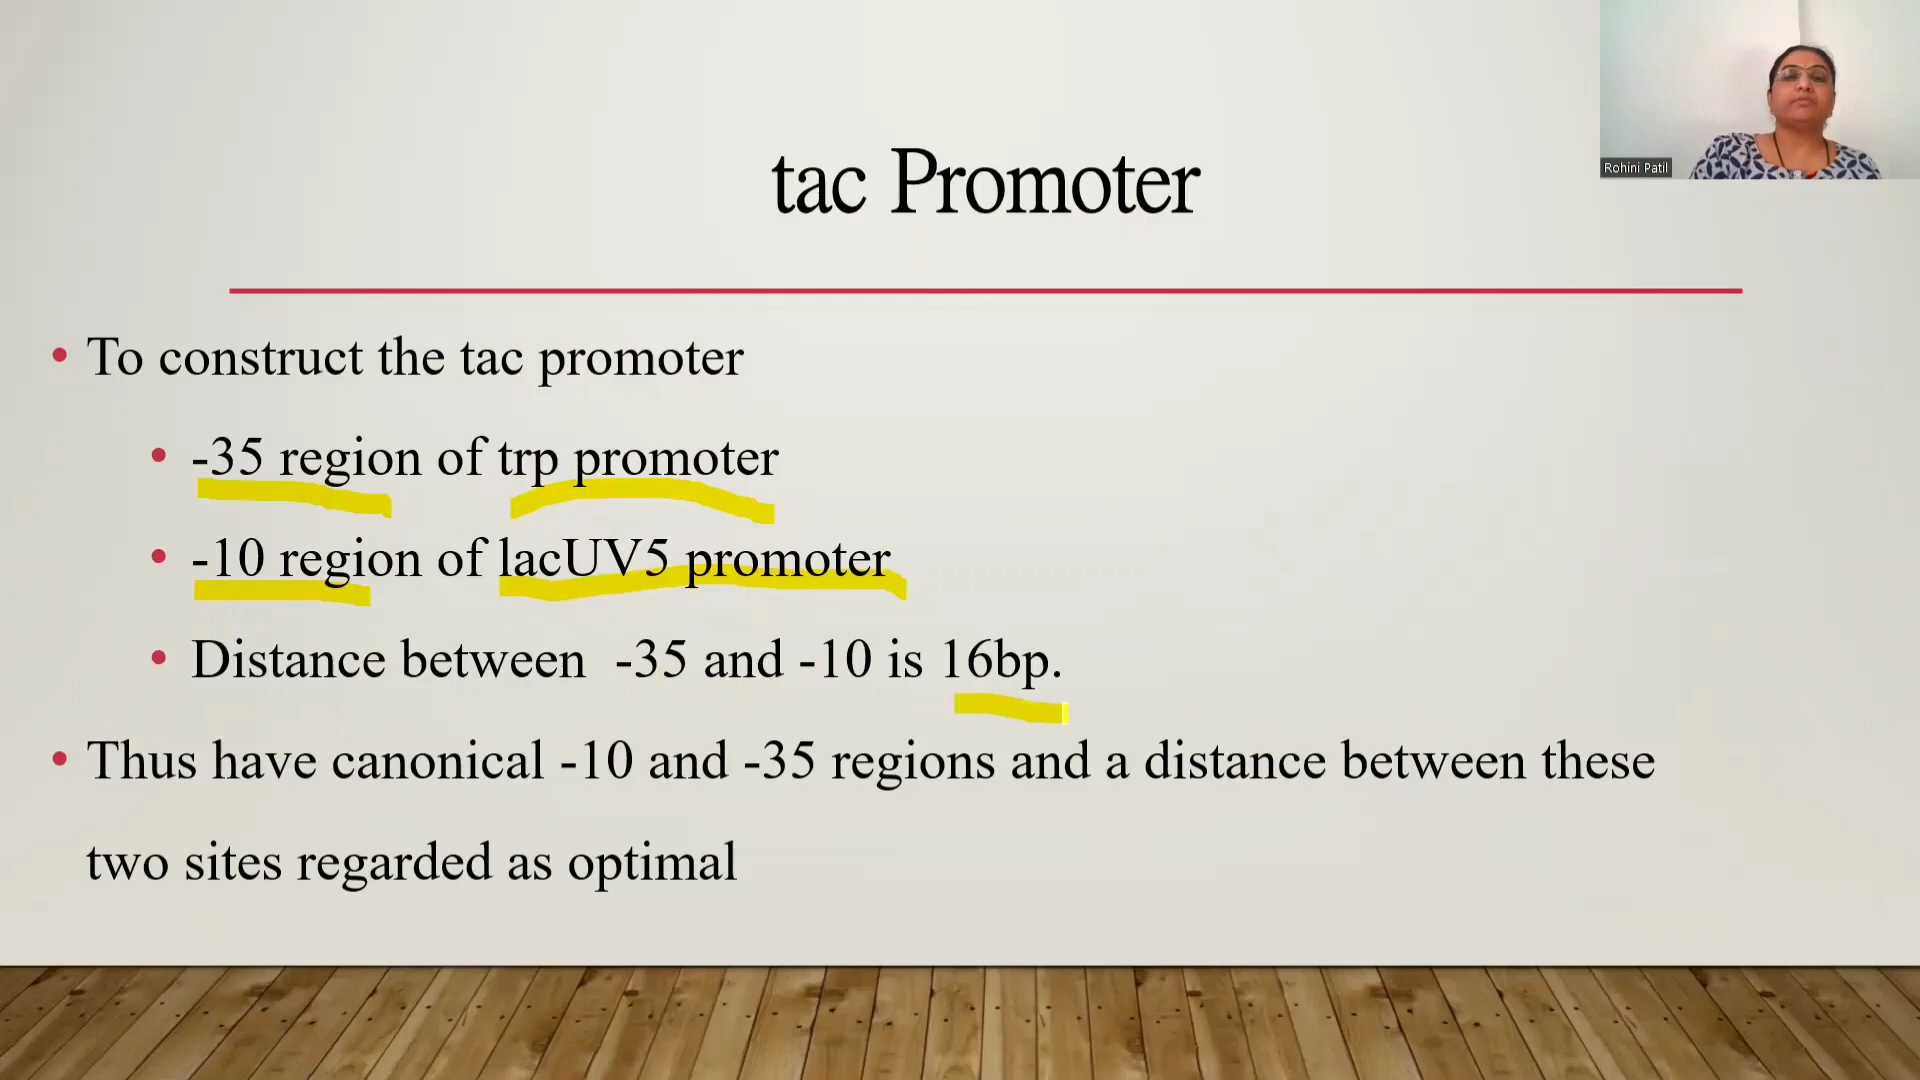 Rohini Patil
tac Promoter
• To construct the tac promoter
• -35 region of trp promoter
• -10 region of lacUV5 promoter
• Distance between -35 and -10 is 16bp.
• Thus have canonical -10 and -35 regions and a distance between these
two sites regarded as optimal